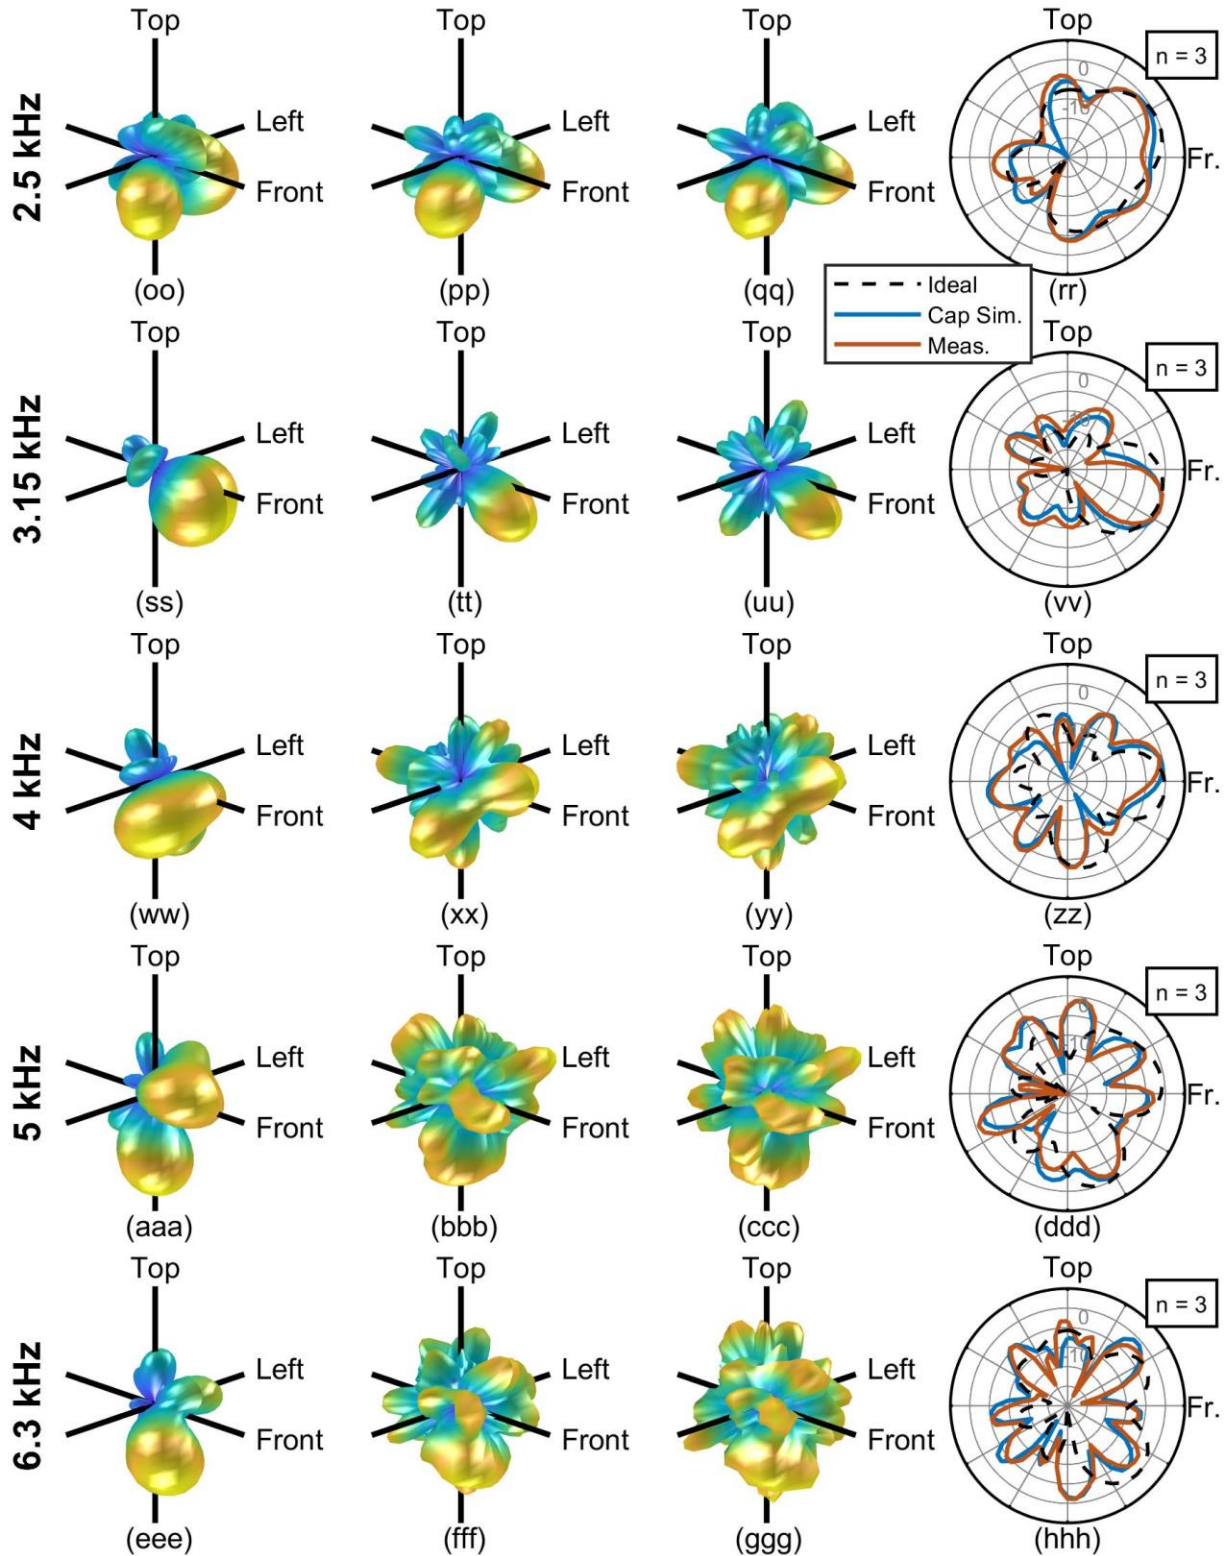 Top Top Top Top
n = 3
2.5 kHz
0
-10
Left Left Left
Fr.
Front Front Front
(oo) (pp) (qq) (rr)
Ideal
Cap Sim.
Meas.
Top Top Top Top
n = 3
3.15 kHz
0
Left Left Left
Fr.
Front Front Front
(ss) (tt) (uu) (vv)
Top Top Top Top
n = 3
4 kHz
0
Left Left Left
Fr.
Front Front Front
(ww) (xx) (yy) (zz)
Top Top Top Top
n = 3
5 kHz
Left Left Left
Fr.
Front Front Front
(aaa) (bbb) (ccc) (ddd)
Top Top Top Top
n = 3
6.3 kHz
0
-10
Left Left Left
Fr.
Front Front Front
(eee) (fff) (ggg) (hhh)